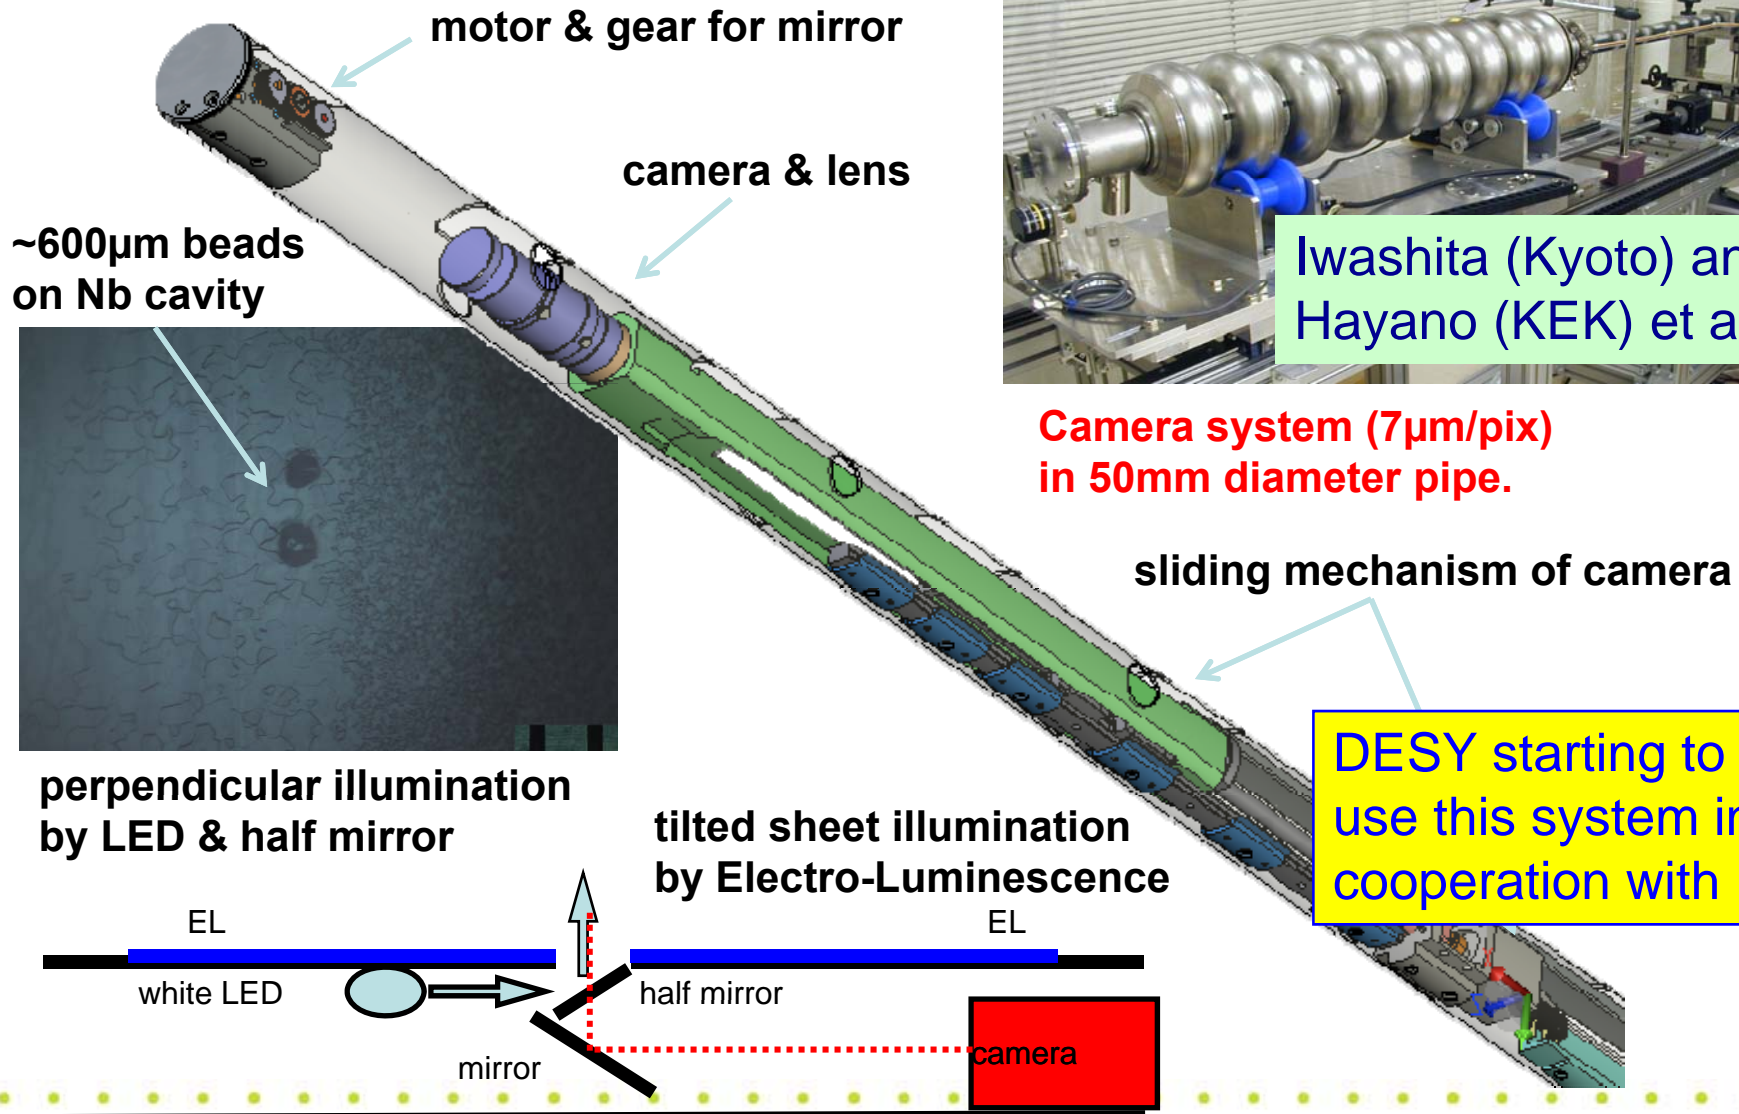 motor & gear for mirror
camera & lens
~600µm beads
on Nb cavity
Iwashita (Kyoto)
Hayano (KEK) et
Camera system (7µm/pix)
in 50mm diameter pipe.
sliding mechanism of camera
DESY starting to
use this system
cooperation with
perpendicular illumination
by LED & half mirror
tilted sheet illumination
by Electro-Luminescence
EL
EL
white LED
half mirror
mirror
camera